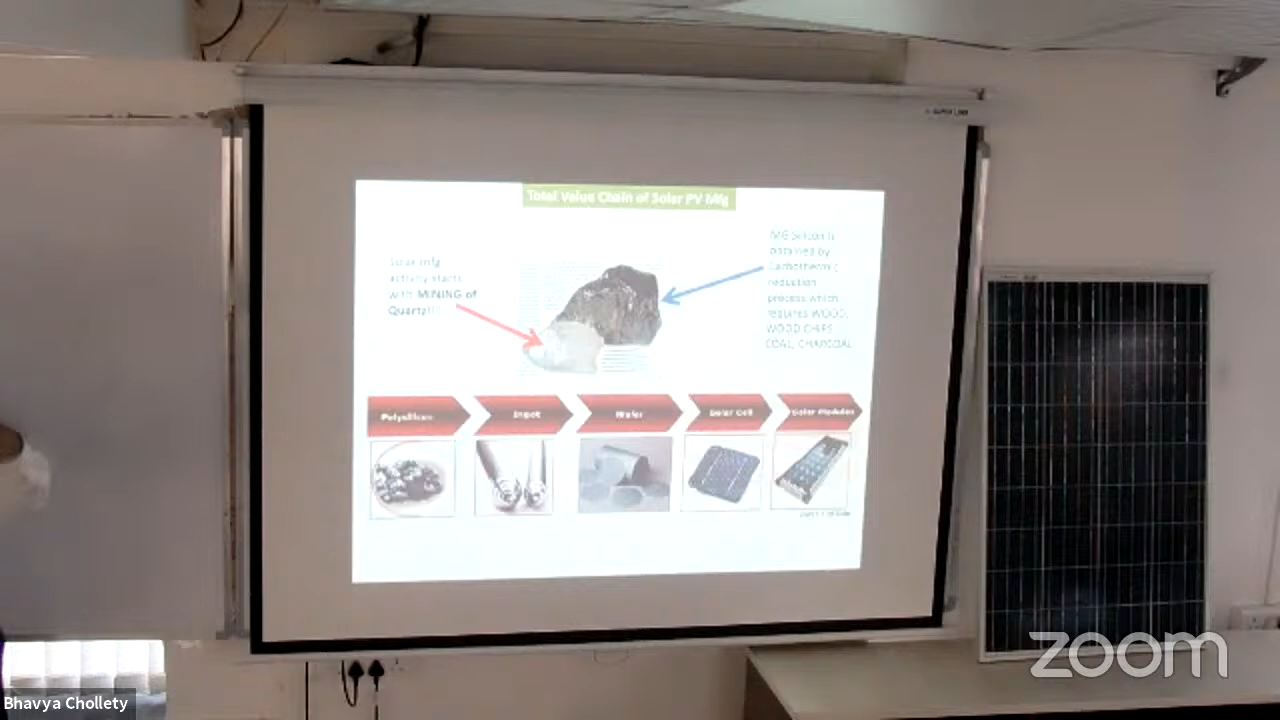 Total Value Chain of Solar PV Mfg
Solar mfg
activity starts
with MINING of
MG Silicon is
obtained by
Carbothermic
reduction
process which
requires WOOD,
WOOD CHIPS,
COAL, CHARCOAL
Polysilicon
Ingot
Wafer
Solar Cell
Solar Modules
zoom
Bhavya Chollety